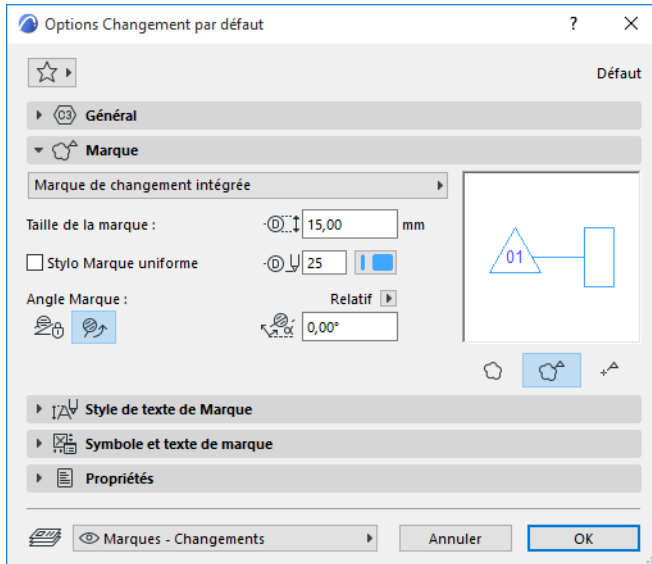 Options Changement par défaut
?
Défaut
C3 Général
Marque
Marque de changement intégrée
Taille de la marque : D 15,00 mm
Stylo Marque uniforme D 25
01
Angle Marque : Relatif
α 0,00°
Style de texte de Marque
Symbole et texte de marque
Propriétés
Marques - Changements Annuler OK